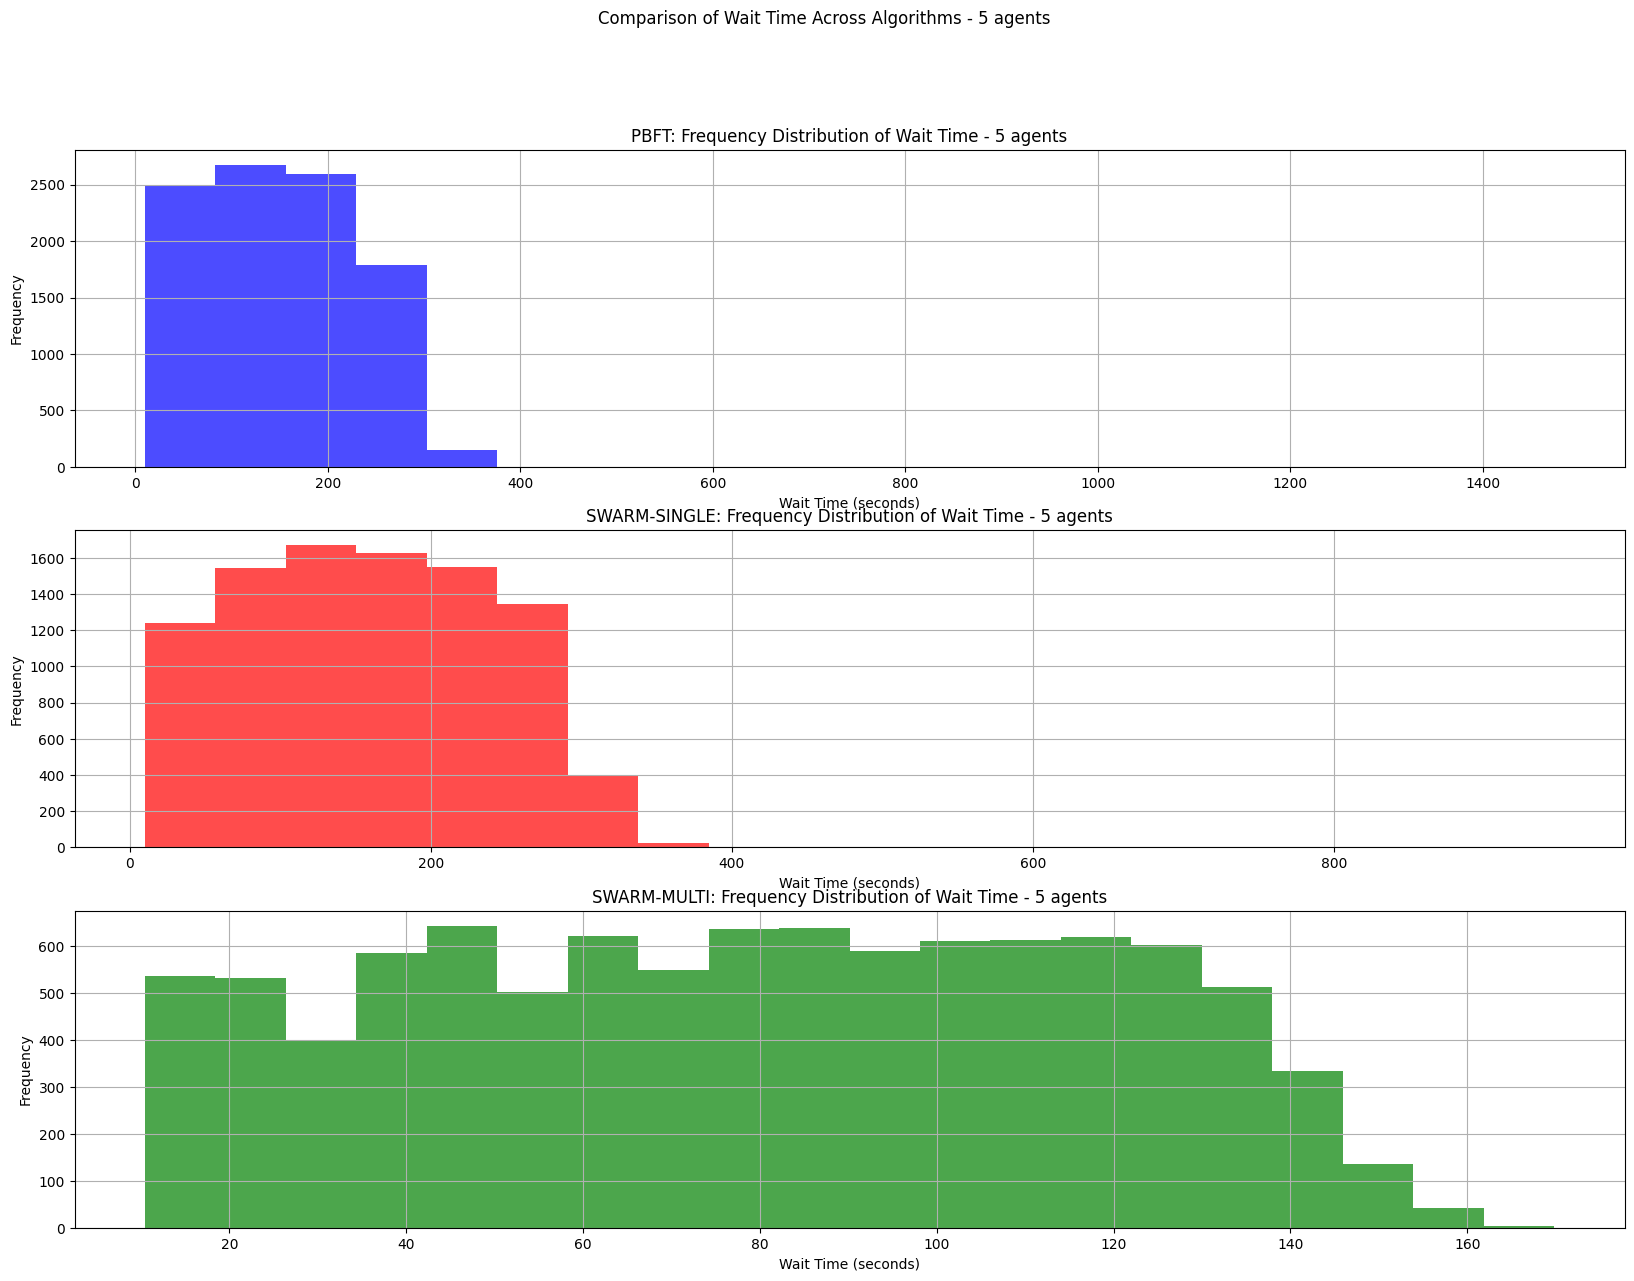 Comparison of Wait Time Across Algorithms - 5 agents
PBFT: Frequency Distribution of Wait Time - 5 agents
Frequency
2500
2000
1500
1000
500
0
0 200 400 600 800 1000 1200 1400
Wait Time (seconds)
SWARM-SINGLE: Frequency Distribution of Wait Time - 5 agents
Frequency
1600
1400
1200
1000
800
600
400
200
0
0 200 400 600 800
Wait Time (seconds)
SWARM-MULTI: Frequency Distribution of Wait Time - 5 agents
Frequency
600
500
400
300
200
100
0
20 40 60 80 100 120 140 160
Wait Time (seconds)